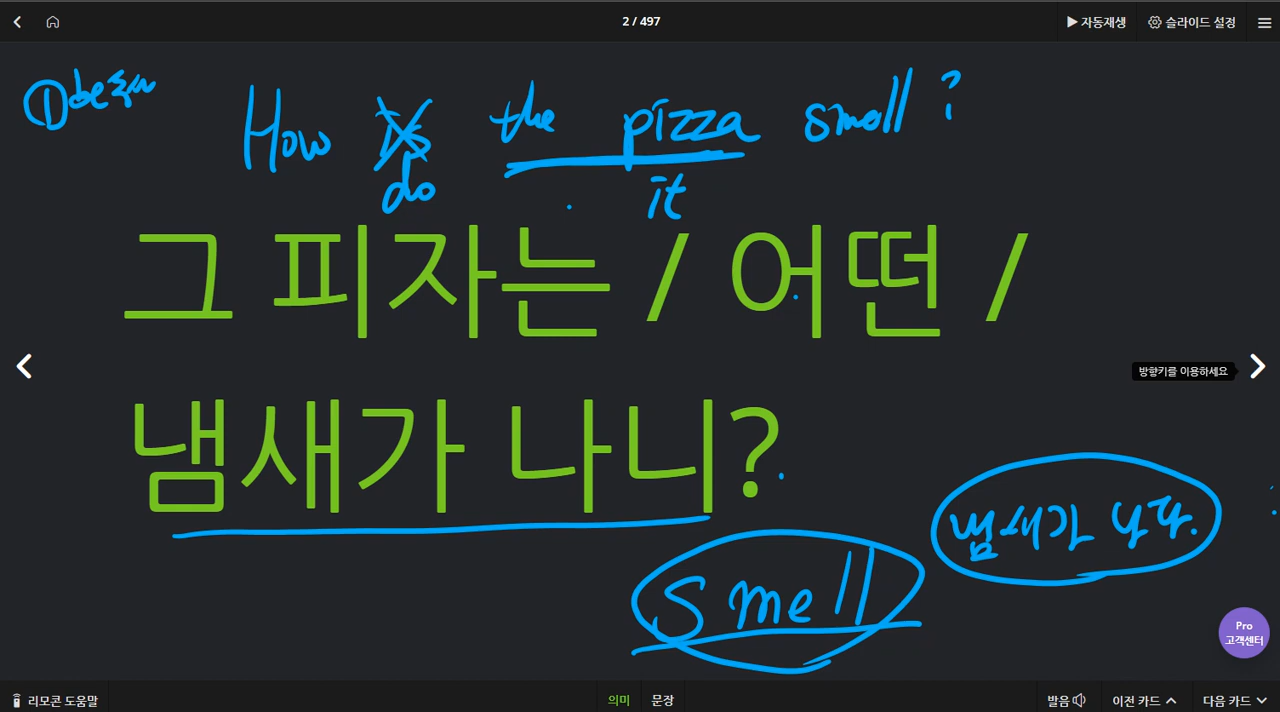 2 / 497
자동재생
슬라이드 설정
① be동사
How is the pizza smell?
do it
그 피자는 / 어떤 /
방향키를 이용하세요
냄새가 나니?
냄새가 나다.
smell
Pro
고객센터
리모콘 도움말
의미
문장
발음
이전 카드
다음 카드